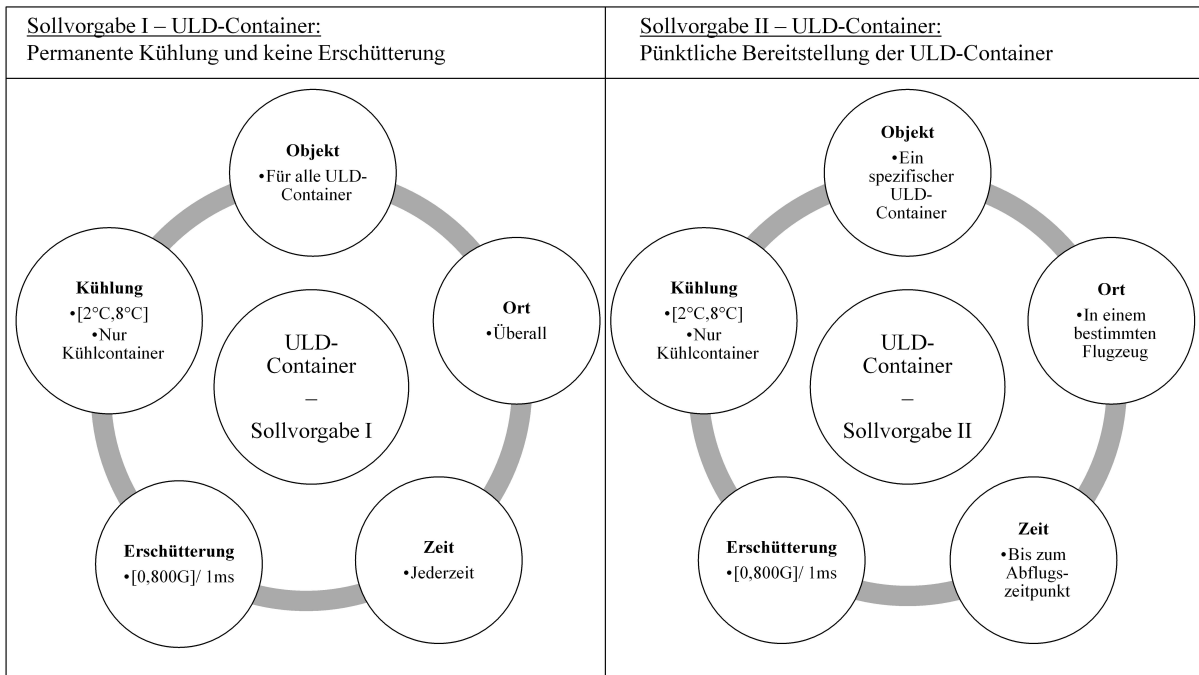 Sollvorgabe I – ULD-Container:
Permanente Kühlung und keine Erschütterung
Objekt
•Für alle ULD-
Container
Ort
•Überall
Zeit
•Jederzeit
Erschütterung
•[0,800G]/ 1ms
Kühlung
•[2°C,8°C]
•Nur
Kühlcontainer
ULD-
Container
–
Sollvorgabe I
Sollvorgabe II – ULD-Container:
Pünktliche Bereitstellung der ULD-Container
Objekt
•Ein
spezifischer
ULD-
Container
Ort
•In einem
bestimmten
Flugzeug
Zeit
•Bis zum
Abflugs-
zeitpunkt
Erschütterung
•[0,800G]/ 1ms
Kühlung
•[2°C,8°C]
•Nur
Kühlcontainer
ULD-
Container
–
Sollvorgabe II